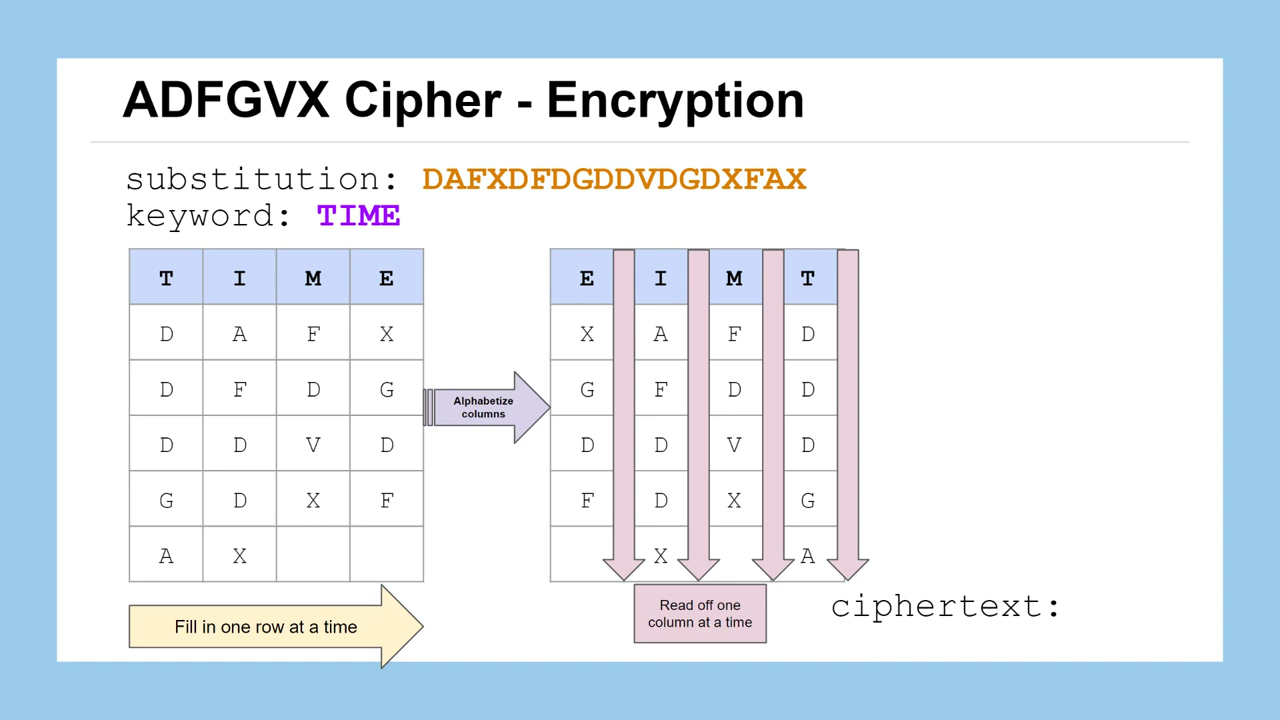 ADFGVX Cipher - Encryption
substitution: DAFXDFDGDDVDGDXFAX
keyword: TIME
T I M E
D A F X
D F D G
D D V D
G D X F
A X
Alphabetize
columns
E I M T
X A F D
G F D D
D D V D
F D X G
X A
Fill in one row at a time
Read off one
column at a time
ciphertext: